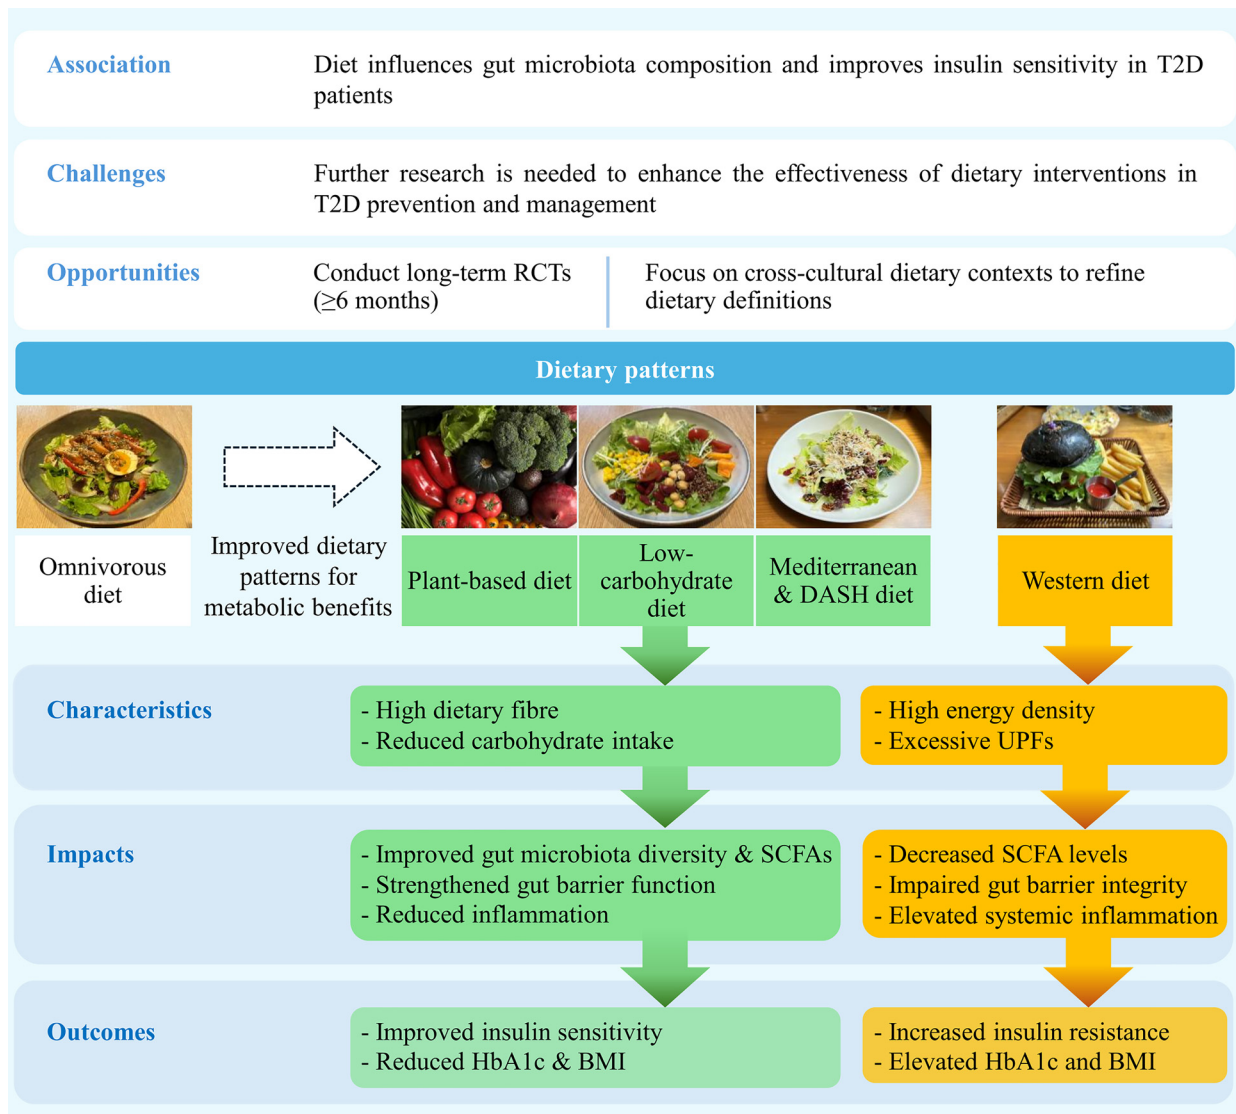 Association
Diet influences gut microbiota composition and improves insulin sensitivity in T2D
patients
Challenges
Further research is needed to enhance the effectiveness of dietary interventions in
T2D prevention and management
Opportunities
Conduct long-term RCTs
(≥6 months)
Focus on cross-cultural dietary contexts to refine
dietary definitions
Dietary patterns
Omnivorous
diet
Improved dietary
patterns for
metabolic benefits
Plant-based diet
Low-
carbohydrate
diet
Mediterranean
& DASH diet
Western diet
Characteristics
- High dietary fibre
- Reduced carbohydrate intake
- High energy density
- Excessive UPFs
Impacts
- Improved gut microbiota diversity & SCFAs
- Strengthened gut barrier function
- Reduced inflammation
- Decreased SCFA levels
- Impaired gut barrier integrity
- Elevated systemic inflammation
Outcomes
- Improved insulin sensitivity
- Reduced HbA1c & BMI
- Increased insulin resistance
- Elevated HbA1c and BMI